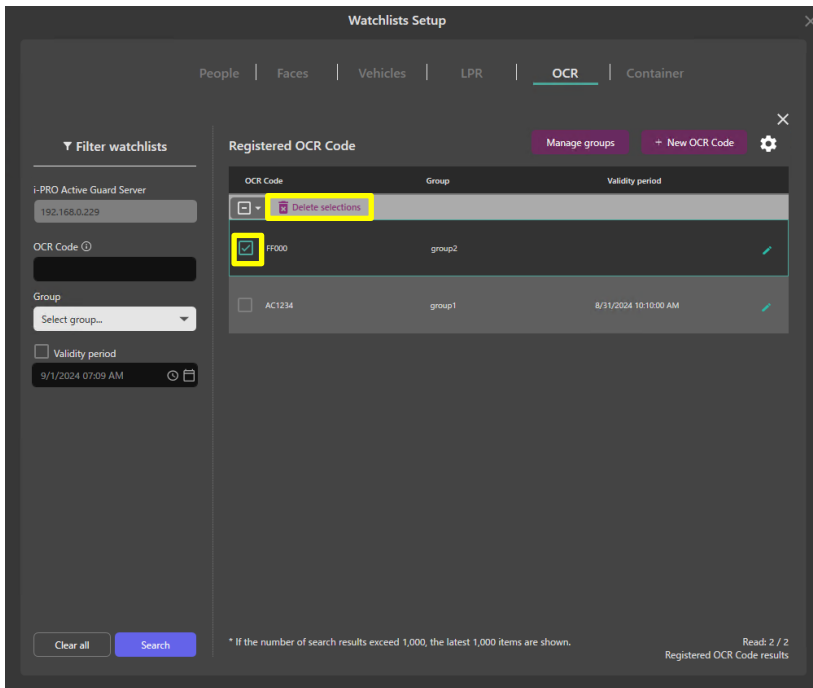 Watchlists Setup
People | Faces | Vehicles | LPR | OCR | Container
Filter watchlists
i-PRO Active Guard Server
192.168.0.229
OCR Code
Group
Select group...
Validity period
9/1/2024 07:09 AM
Clear all
Search
Registered OCR Code
Manage groups
+ New OCR Code
OCR Code Group Validity period
Delete selections
FF000 group2
AC1234 group1 8/31/2024 10:10:00 AM
* If the number of search results exceed 1,000, the latest 1,000 items are shown.
Read: 2 / 2
Registered OCR Code results